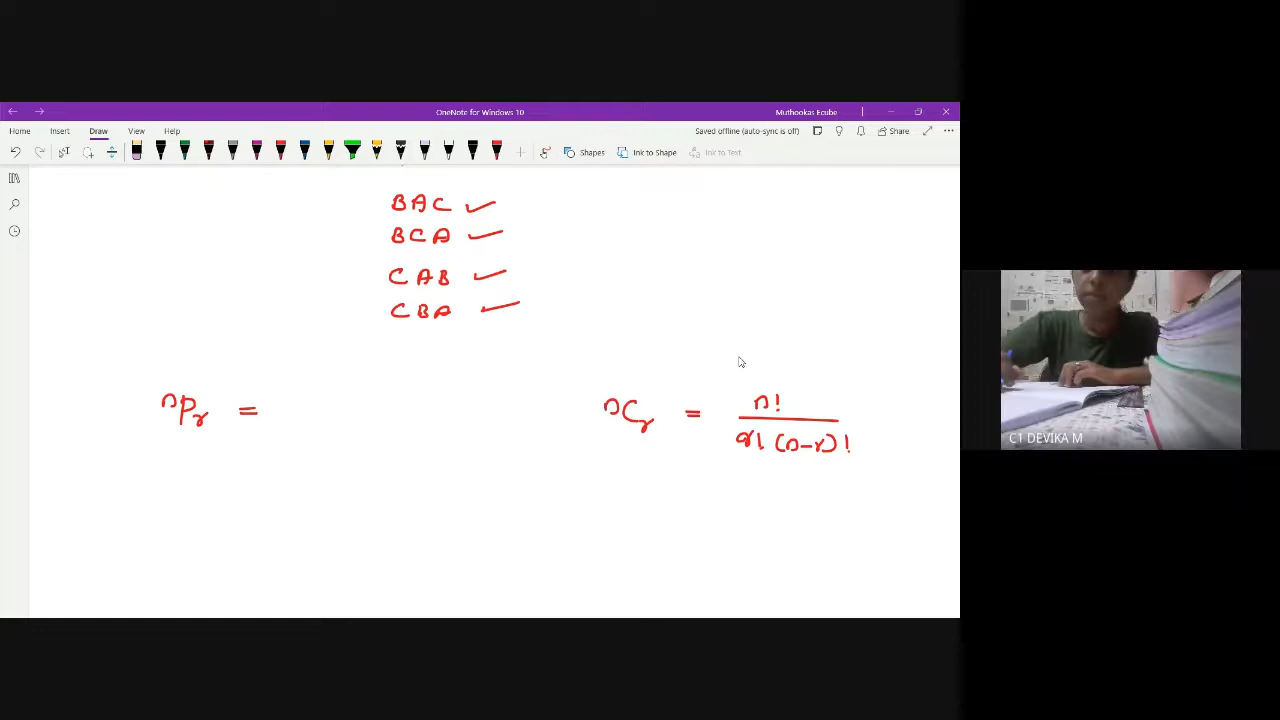 OneNote for Windows 10
Muthookas Ecube
Home Insert Draw View Help
Saved offline (auto-sync is off)
Share
Shapes
Ink to Shape
Ink to Text
BAC
BCA
CAB
CBA
nPr =
nCr = n! / r!(n-r)!
C1 DEVIKA M